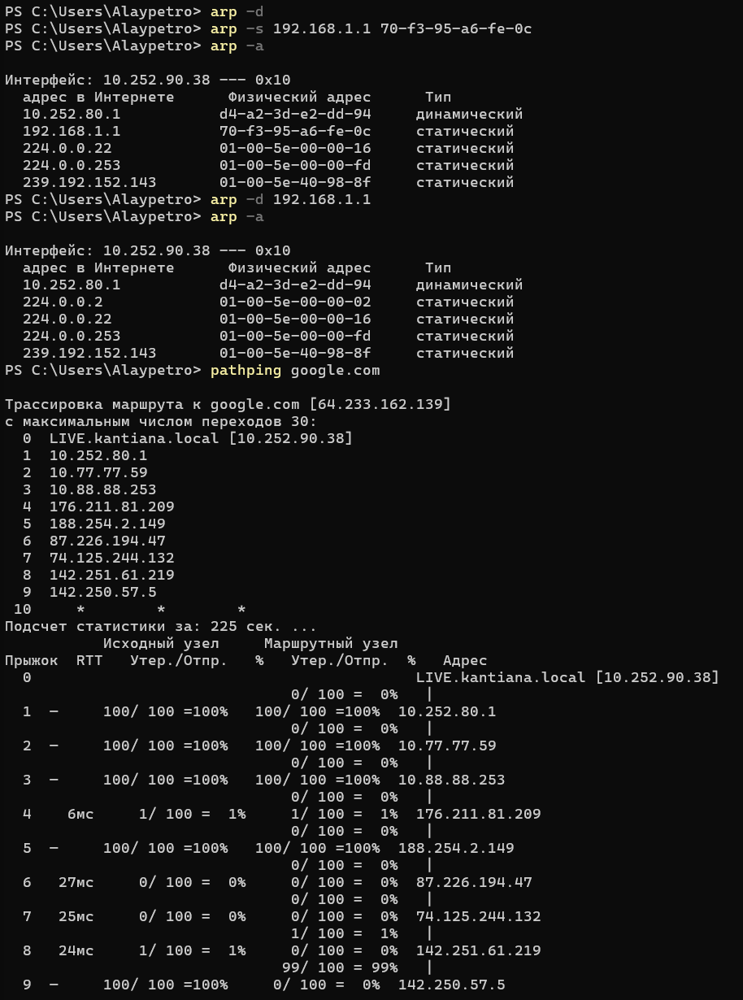 PS C:\Users\Alaypetro> arp -d
PS C:\Users\Alaypetro> arp -s 192.168.1.1 70-f3-95-a6-fe-0c
PS C:\Users\Alaypetro> arp -a
Интерфейс: 10.252.90.38 --- 0x10
  адрес в Интернете      Физический адрес      Тип
  10.252.80.1           d4-a2-3d-e2-dd-94     динамический
  192.168.1.1           70-f3-95-a6-fe-0c     статический
  224.0.0.22            01-00-5e-00-00-16     статический
  224.0.0.253           01-00-5e-00-00-fd     статический
  239.192.152.143       01-00-5e-40-98-8f     статический
PS C:\Users\Alaypetro> arp -d 192.168.1.1
PS C:\Users\Alaypetro> arp -a
Интерфейс: 10.252.90.38 --- 0x10
  адрес в Интернете      Физический адрес      Тип
  10.252.80.1           d4-a2-3d-e2-dd-94     динамический
  224.0.0.2             01-00-5e-00-00-02     статический
  224.0.0.22            01-00-5e-00-00-16     статический
  224.0.0.253           01-00-5e-00-00-fd     статический
  239.192.152.143       01-00-5e-40-98-8f     статический
PS C:\Users\Alaypetro> pathping google.com
Трассировка маршрута к google.com [64.233.162.139]
с максимальным числом переходов 30:
  0  LIVE.kantiana.local [10.252.90.38]
  1  10.252.80.1
  2  10.77.77.59
  3  10.88.88.253
  4  176.211.81.209
  5  188.254.2.149
  6  87.226.194.47
  7  74.125.244.132
  8  142.251.61.219
  9  142.250.57.5
 10     *        *        *
Подсчет статистики за: 225 сек. ...
           Исходный узел     Маршрутный узел
Прыжок  RTT   Утер./Отпр.   %   Утер./Отпр.  %   Адрес
  0                                           LIVE.kantiana.local [10.252.90.38]
                                0/ 100 =  0%   |
  1  —     100/ 100 =100%   100/ 100 =100%  10.252.80.1
                                0/ 100 =  0%   |
  2  —     100/ 100 =100%   100/ 100 =100%  10.77.77.59
                                0/ 100 =  0%   |
  3  —     100/ 100 =100%   100/ 100 =100%  10.88.88.253
                                0/ 100 =  0%   |
  4    6мс     1/ 100 =  1%     1/ 100 =  1%  176.211.81.209
                                0/ 100 =  0%   |
  5  —     100/ 100 =100%   100/ 100 =100%  188.254.2.149
                                0/ 100 =  0%   |
  6   27мс     0/ 100 =  0%     0/ 100 =  0%  87.226.194.47
                                0/ 100 =  0%   |
  7   25мс     0/ 100 =  0%     0/ 100 =  0%  74.125.244.132
                                1/ 100 =  1%   |
  8   24мс     1/ 100 =  1%     0/ 100 =  0%  142.251.61.219
                               99/ 100 = 99%   |
  9  —     100/ 100 =100%     0/ 100 =  0%  142.250.57.5